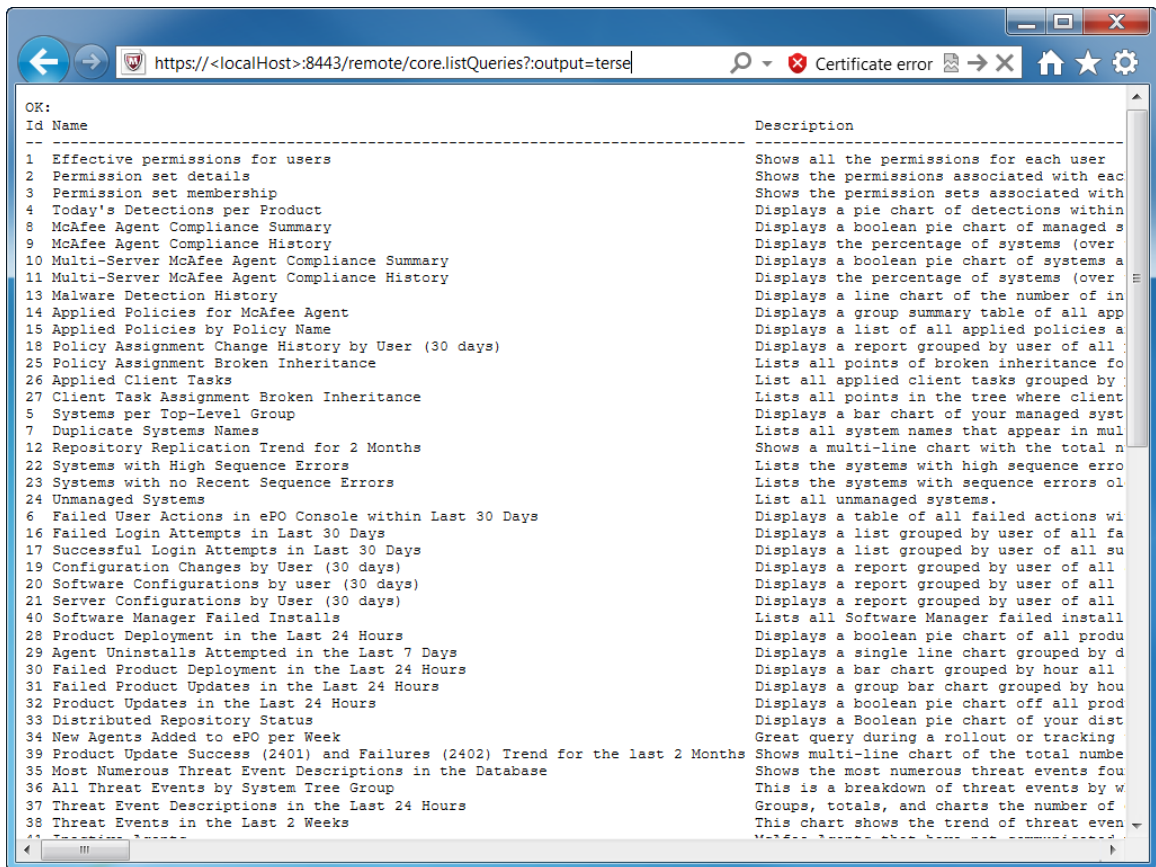 https://<localHost>:8443/remote/core.listQueries?:output=terse Certificate error
OK:
Id Name Description
-- ------------------------------------------------------------------------- -------------------------------------
1 Effective permissions for users Shows all the permissions for each user
2 Permission set details Shows the permissions associated with eac
3 Permission set membership Shows the permission sets associated with
4 Today's Detections per Product Displays a pie chart of detections within
8 McAfee Agent Compliance Summary Displays a boolean pie chart of managed s
9 McAfee Agent Compliance History Displays the percentage of systems (over
10 Multi-Server McAfee Agent Compliance Summary Displays a boolean pie chart of systems a
11 Multi-Server McAfee Agent Compliance History Displays the percentage of systems (over
13 Malware Detection History Displays a line chart of the number of in
14 Applied Policies for McAfee Agent Displays a group summary table of all app
15 Applied Policies by Policy Name Displays a list of all applied policies a
18 Policy Assignment Change History by User (30 days) Displays a report grouped by user of all
25 Policy Assignment Broken Inheritance Lists all points of broken inheritance fo
26 Applied Client Tasks List all applied client tasks grouped by
27 Client Task Assignment Broken Inheritance Lists all points in the tree where client
5 Systems per Top-Level Group Displays a bar chart of your managed syst
7 Duplicate Systems Names Lists all system names that appear in mul
12 Repository Replication Trend for 2 Months Shows a multi-line chart with the total n
22 Systems with High Sequence Errors Lists the systems with high sequence erro
23 Systems with no Recent Sequence Errors Lists the systems with sequence errors ol
24 Unmanaged Systems List all unmanaged systems.
6 Failed User Actions in ePO Console within Last 30 Days Displays a table of all failed actions wi
16 Failed Login Attempts in Last 30 Days Displays a list grouped by user of all fa
17 Successful Login Attempts in Last 30 Days Displays a list grouped by user of all su
19 Configuration Changes by User (30 days) Displays a report grouped by user of all
20 Software Configurations by user (30 days) Displays a report grouped by user of all
21 Server Configurations by User (30 days) Displays a report grouped by user of all
40 Software Manager Failed Installs Lists all Software Manager failed install
28 Product Deployment in the Last 24 Hours Displays a boolean pie chart of all produ
29 Agent Uninstalls Attempted in the Last 7 Days Displays a single line chart grouped by d
30 Failed Product Deployment in the Last 24 Hours Displays a bar chart grouped by hour all
31 Failed Product Updates in the Last 24 Hours Displays a group bar chart grouped by hou
32 Product Updates in the Last 24 Hours Displays a boolean pie chart off all prod
33 Distributed Repository Status Displays a Boolean pie chart of your dist
34 New Agents Added to ePO per Week Great query during a rollout or tracking
39 Product Update Success (2401) and Failures (2402) Trend for the last 2 Months Shows multi-line chart of the total numbe
35 Most Numerous Threat Event Descriptions in the Database Shows the most numerous threat events fou
36 All Threat Events by System Tree Group This is a breakdown of threat events by w
37 Threat Event Descriptions in the Last 24 Hours Groups, totals, and charts the number of
38 Threat Events in the Last 2 Weeks This chart shows the trend of threat even